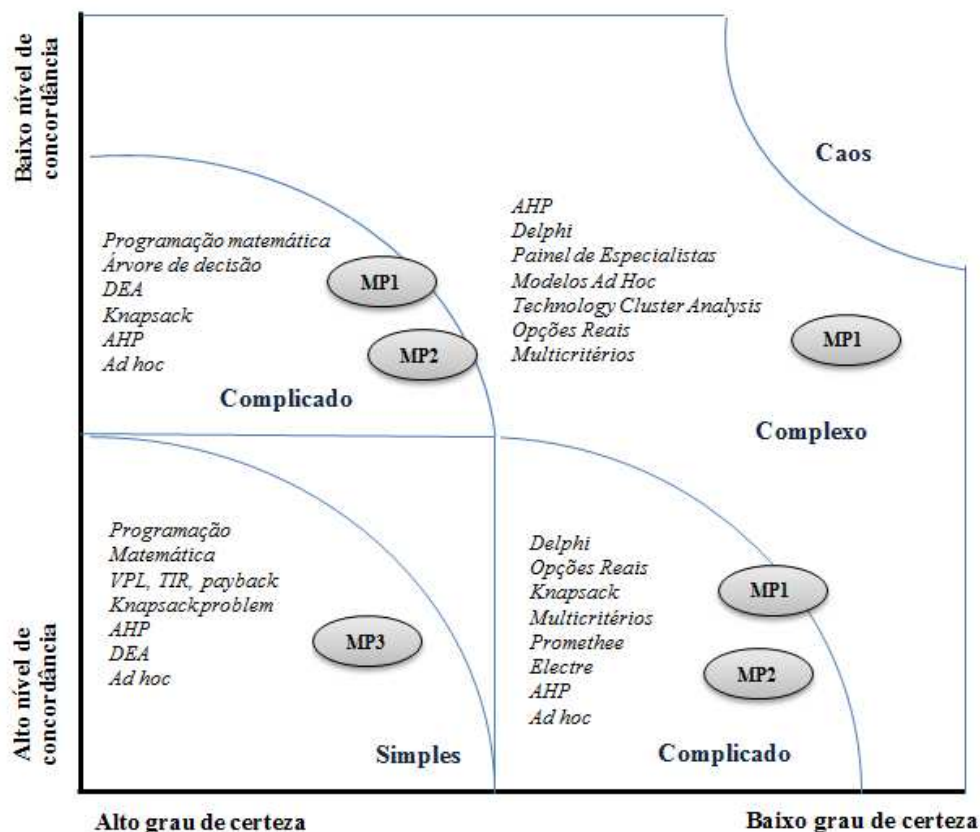 Baixo nível de
concordância
Caos
AHP
Delphi
Painel de Especialistas
Modelos Ad Hoc
Technology Cluster Analysis
Opções Reais
Multicritérios
MP1
Complexo
Programação matemática
Árvore de decisão
DEA
Knapsack
AHP
Ad hoc
MP1
MP2
Complicado
Alto nível de
concordância
Programação
Matemática
VPL, TIR, payback
Knapsackproblem
AHP
DEA
Ad hoc
MP3
Simples
Delphi
Opções Reais
Knapsack
Multicritérios
Promethee
Electre
AHP
Ad hoc
MP1
MP2
Complicado
Alto grau de certeza
Baixo grau de certeza